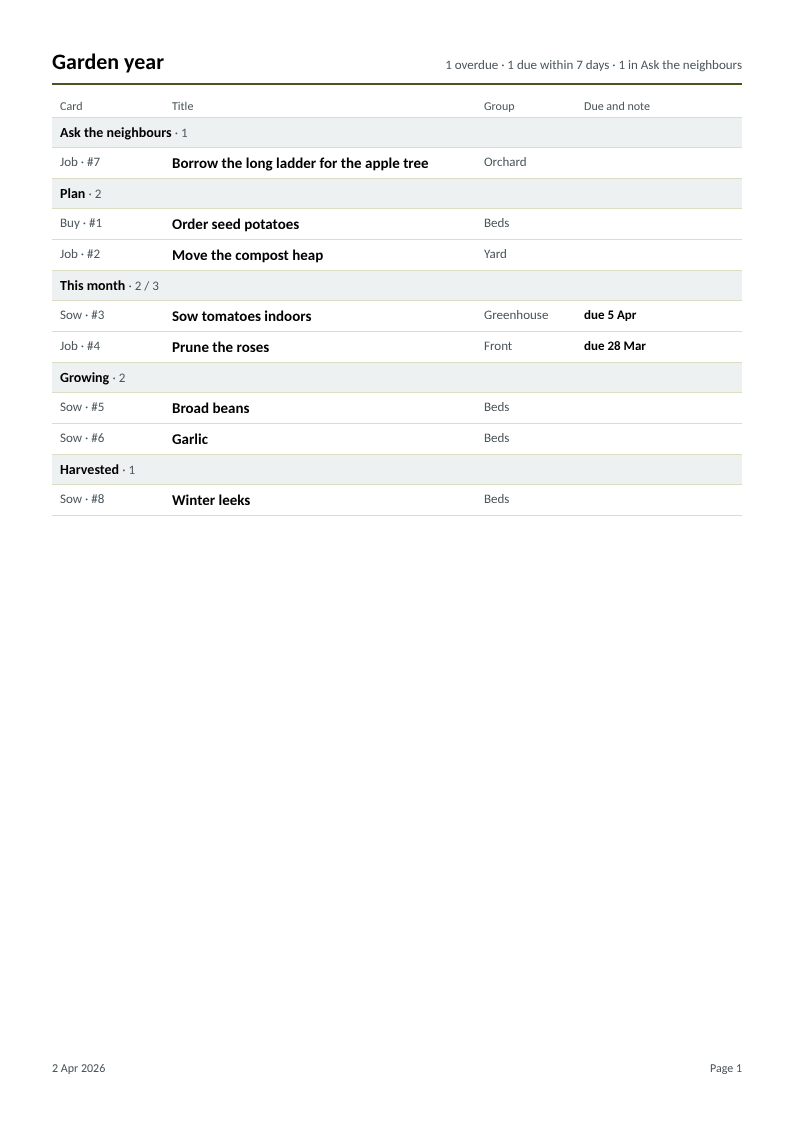 Garden year
1 overdue · 1 due within 7 days · 1 in Ask the neighbours
Card Title Group Due and note
Ask the neighbours · 1
Job · #7 Borrow the long ladder for the apple tree Orchard
Plan · 2
Buy · #1 Order seed potatoes Beds
Job · #2 Move the compost heap Yard
This month · 2 / 3
Sow · #3 Sow tomatoes indoors Greenhouse due 5 Apr
Job · #4 Prune the roses Front due 28 Mar
Growing · 2
Sow · #5 Broad beans Beds
Sow · #6 Garlic Beds
Harvested · 1
Sow · #8 Winter leeks Beds
2 Apr 2026 Page 1